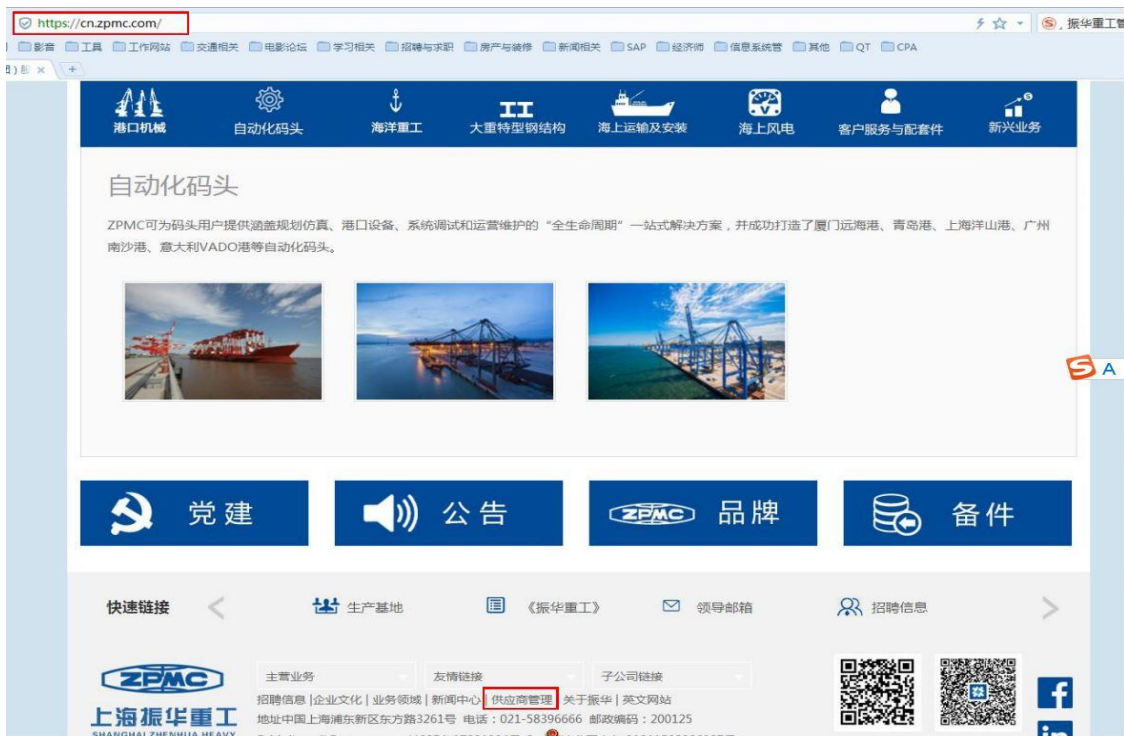 https://cn.zpmc.com/
振华重工管
影音 工具 工作网站 交通相关 电影论坛 学习相关 招聘与求职 房产与装修 新闻相关 SAP 经济师 信息系统管 其他 QT CPA
港口机械 自动化码头 海洋重工 大重特型钢结构 海上运输及安装 海上风电 客户服务与配套件 新兴业务
自动化码头
ZPMC可为码头用户提供涵盖规划仿真、港口设备、系统调试和运营维护的“全生命周期”一站式解决方案，并成功打造了厦门远海港、青岛港、上海洋山港、广州
南沙港、意大利VADO港等自动化码头。
S A
党建 公告 ZPMC 品牌 备件
快速链接 生产基地 《振华重工》 领导邮箱 招聘信息
ZPMC
上海振华重工
SHANGHAI ZHENHUA HEAVY
主营业务 友情链接 子公司链接
招聘信息 |企业文化 | 业务领域 | 新闻中心 | 供应商管理 | 关于振华 | 英文网站
地址中国上海浦东新区东方路3261号 电话：021-58396666 邮政编码：200125
f
in